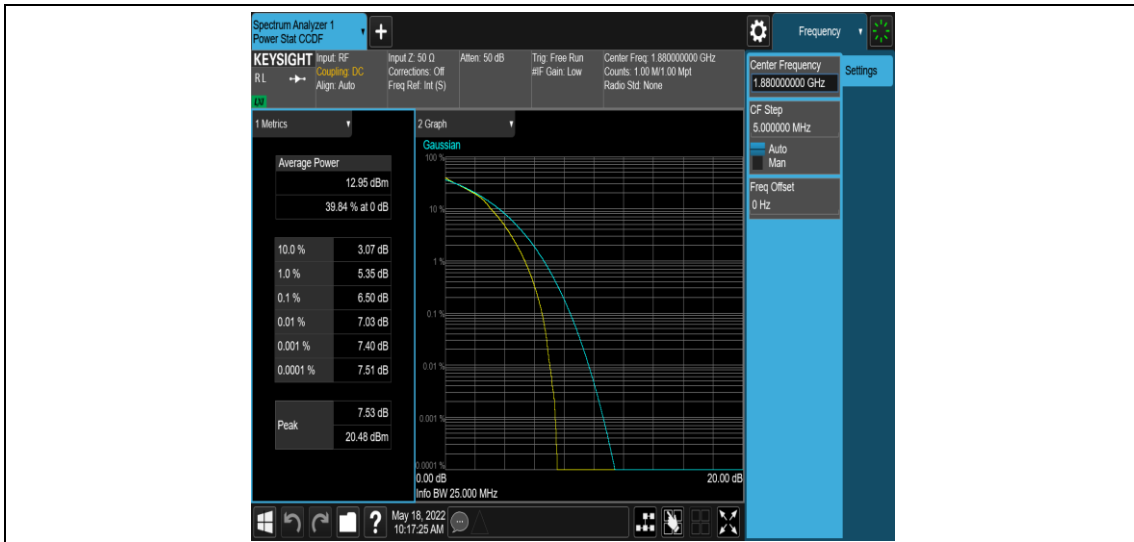 Spectrum Analyzer 1
Power Stat CCDF
+
Frequency
KEYSIGHT
RL
LXI
Input: RF
Coupling: DC
Align: Auto
Input Z: 50 Ω
Corrections: Off
Freq Ref: Int (S)
Atten: 50 dB
Trig: Free Run
#IF Gain: Low
Center Freq: 1.880000000 GHz
Counts: 1.00 M/1.00 Mpt
Radio Std: None
Center Frequency
1.880000000 GHz
Settings
CF Step
5.000000 MHz
Auto
Man
Freq Offset
0 Hz
1 Metrics
Average Power
12.95 dBm
39.84 % at 0 dB
10.0 % 3.07 dB
1.0 % 5.35 dB
0.1 % 6.50 dB
0.01 % 7.03 dB
0.001 % 7.40 dB
0.0001 % 7.51 dB
Peak
7.53 dB
20.48 dBm
2 Graph
Gaussian
100 %
10 %
1 %
0.1 %
0.01 %
0.001 %
0.0001 %
0.00 dB 20.00 dB
Info BW 25.000 MHz
?
May 18, 2022
10:17:25 AM